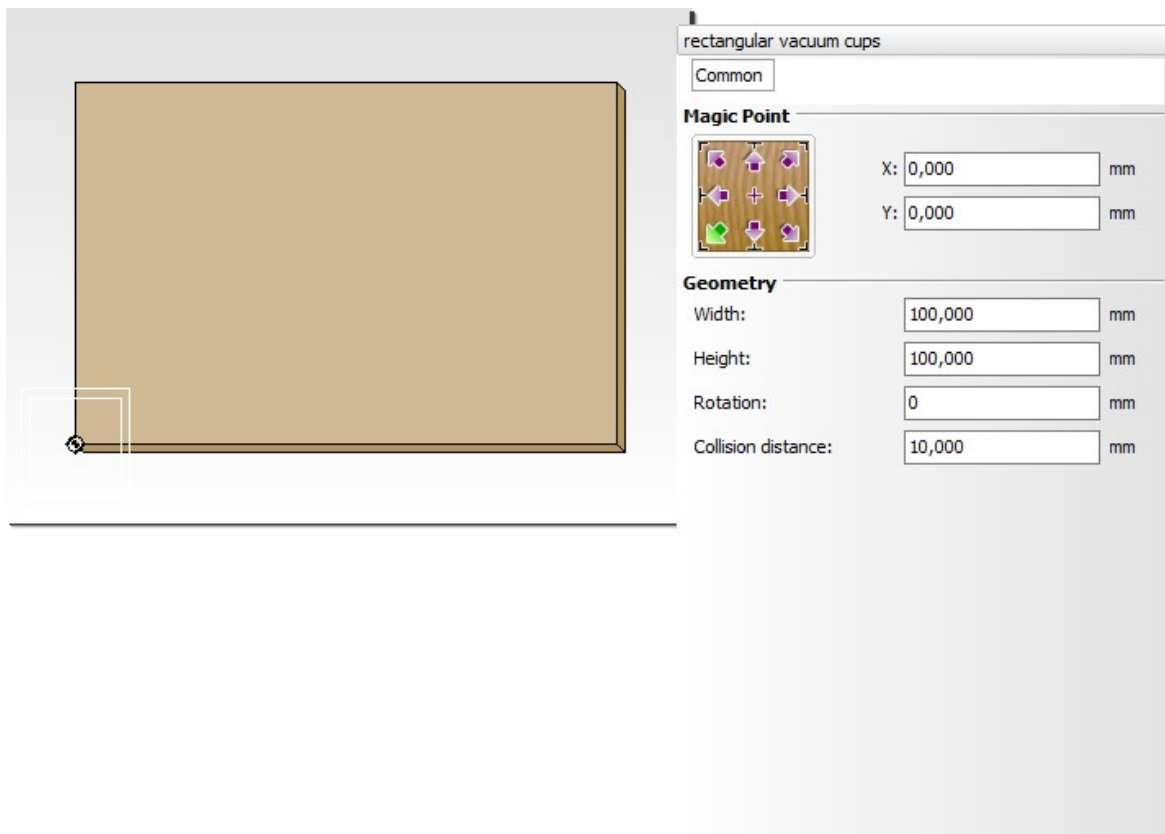 rectangular vacuum cups
Common
Magic Point
X: 0,000 mm
Y: 0,000 mm
Geometry
Width: 100,000 mm
Height: 100,000 mm
Rotation: 0 mm
Collision distance: 10,000 mm